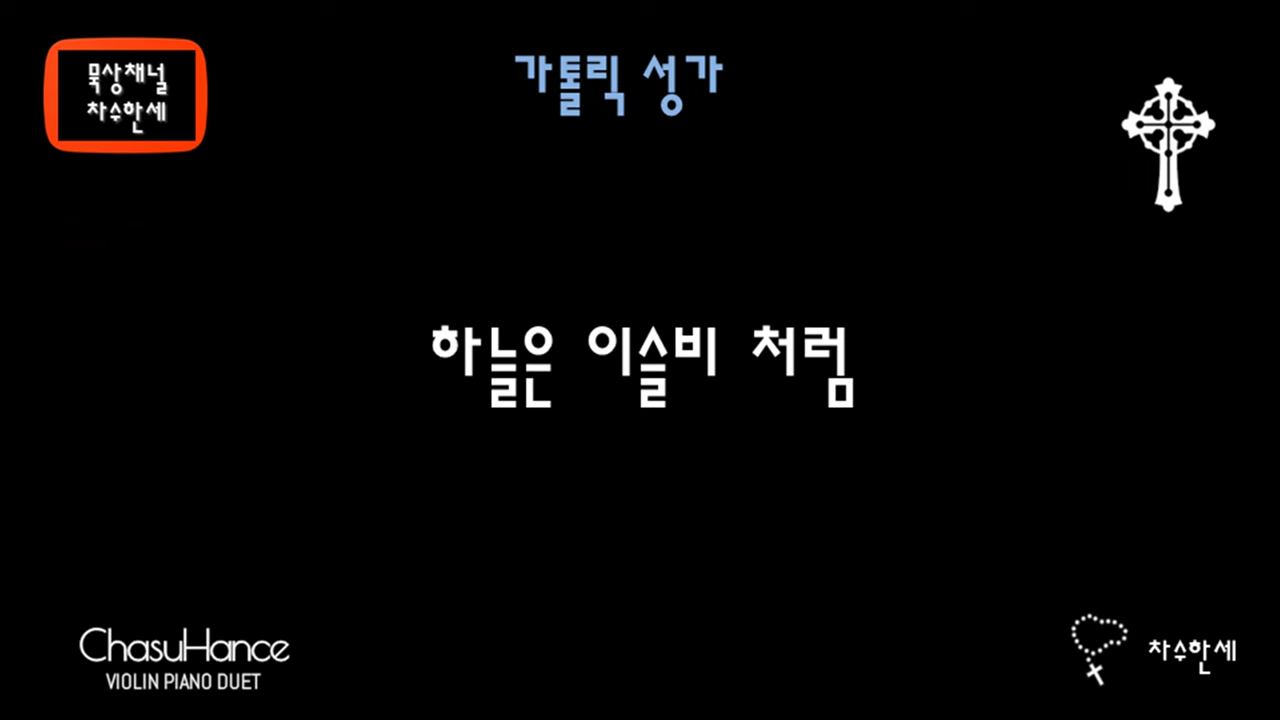 묵상채널
차수한세
가톨릭 성가
하늘은 이슬비 처럼
ChasuHance
VIOLIN PIANO DUET
차수한세